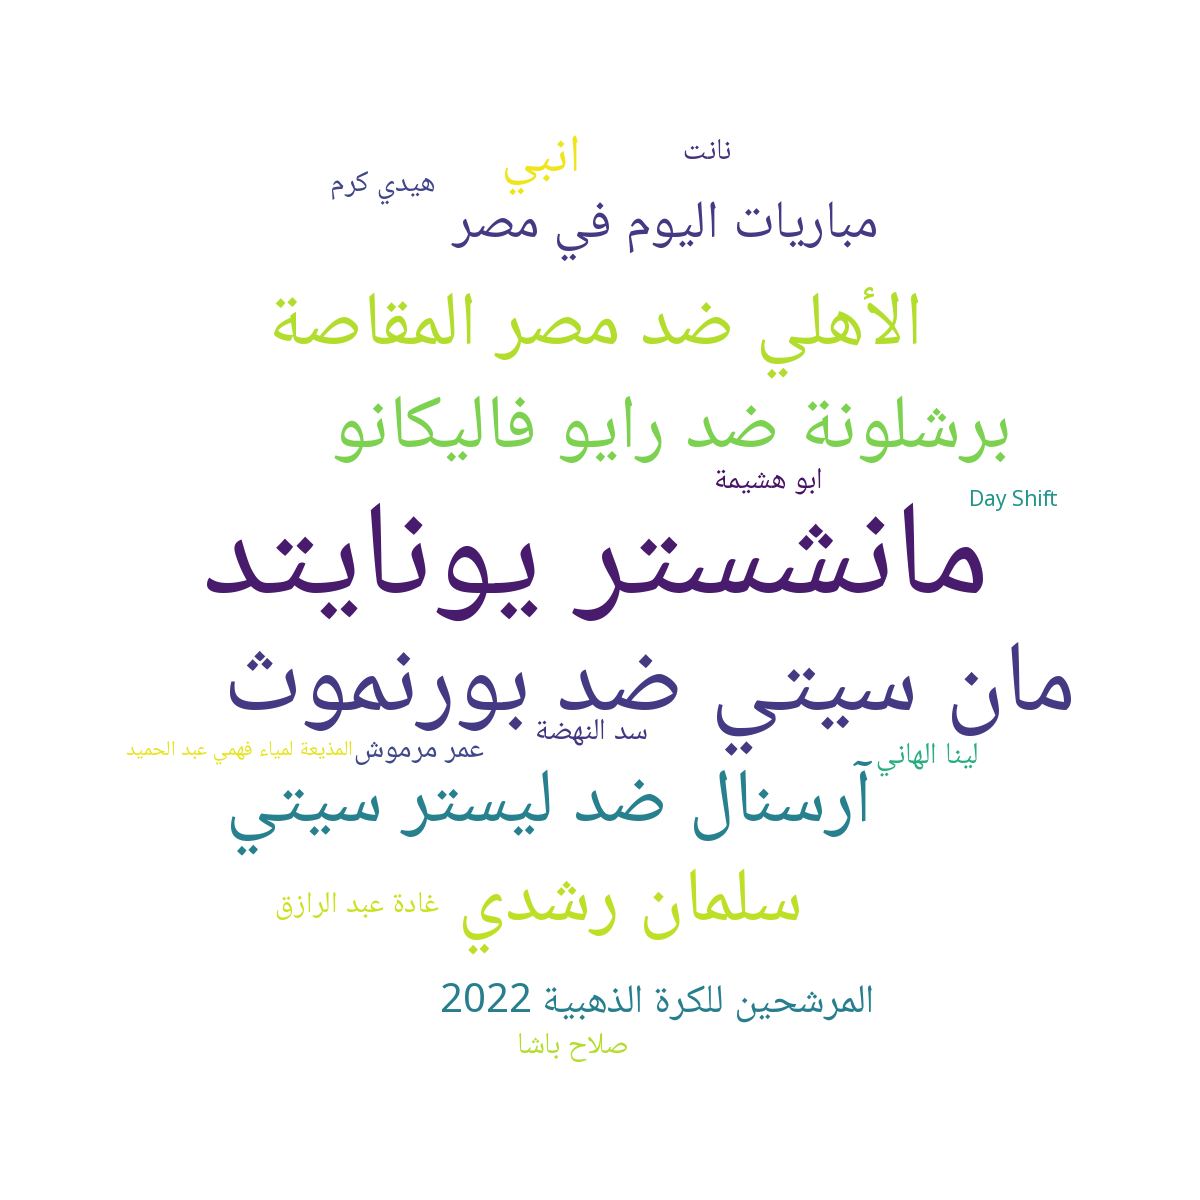 نانت
انبي
هيدي كرم
مباريات اليوم في مصر
الأهلي ضد مصر المقاصة
برشلونة ضد رايو فاليكانو
ابو هشيمة
Day Shift
مانشستر يونايتد
مان سيتي ضد بورنموث
سد النهضة
لينا الهاني
عمر مرموش
المذيعة لمياء فهمي عبد الحميد
آرسنال ضد ليستر سيتي
سلمان رشدي
غادة عبد الرازق
المرشحين للكرة الذهبية 2022
صلاح باشا